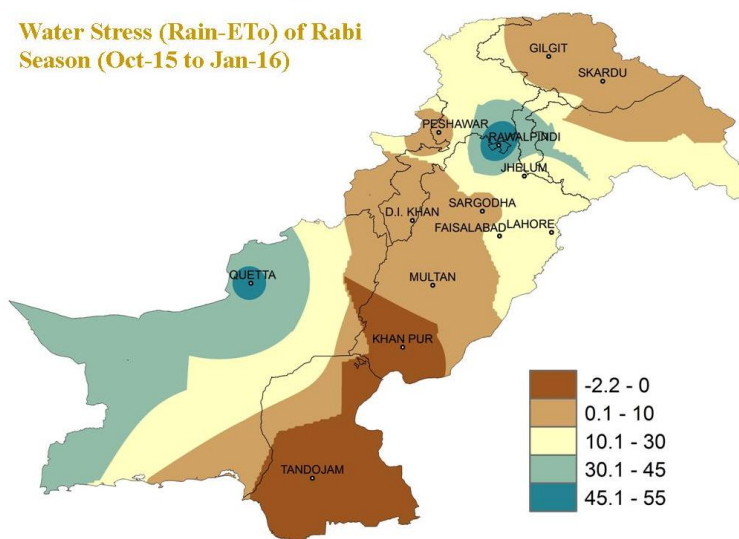 Water Stress (Rain-ETo) of Rabi
Season (Oct-15 to Jan-16)
GILGIT
SKARDU
PESHAWAR
RAWALPINDI
JHELUM
SARGODHA
D.I. KHAN
FAISALABAD
LAHORE
QUETTA
MULTAN
KHAN PUR
TANDOJAM
-2.2 - 0
0.1 - 10
10.1 - 30
30.1 - 45
45.1 - 55